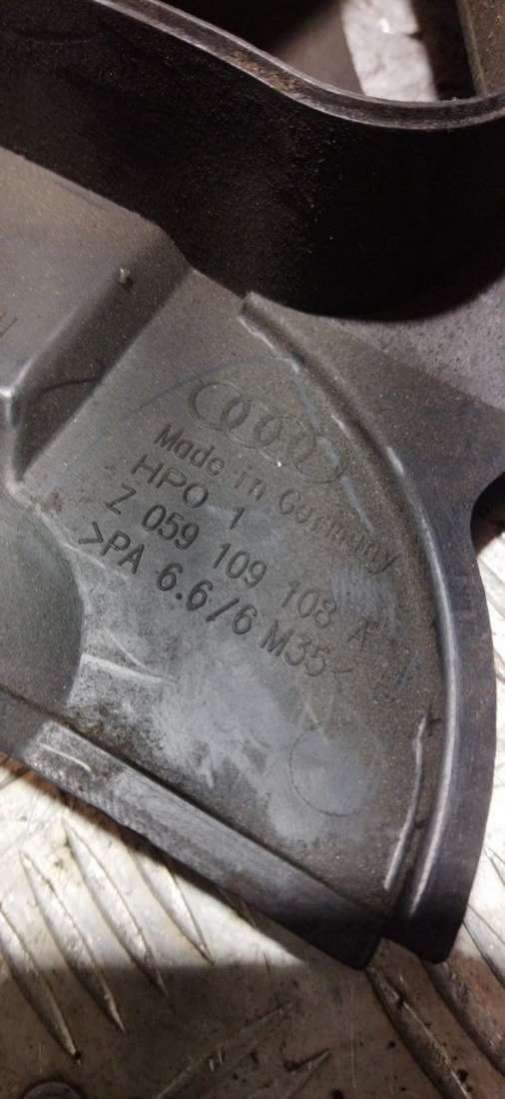 Made in Germany
HPO 1
Z 059 109 108 A
>PA 6.6/6 M35<